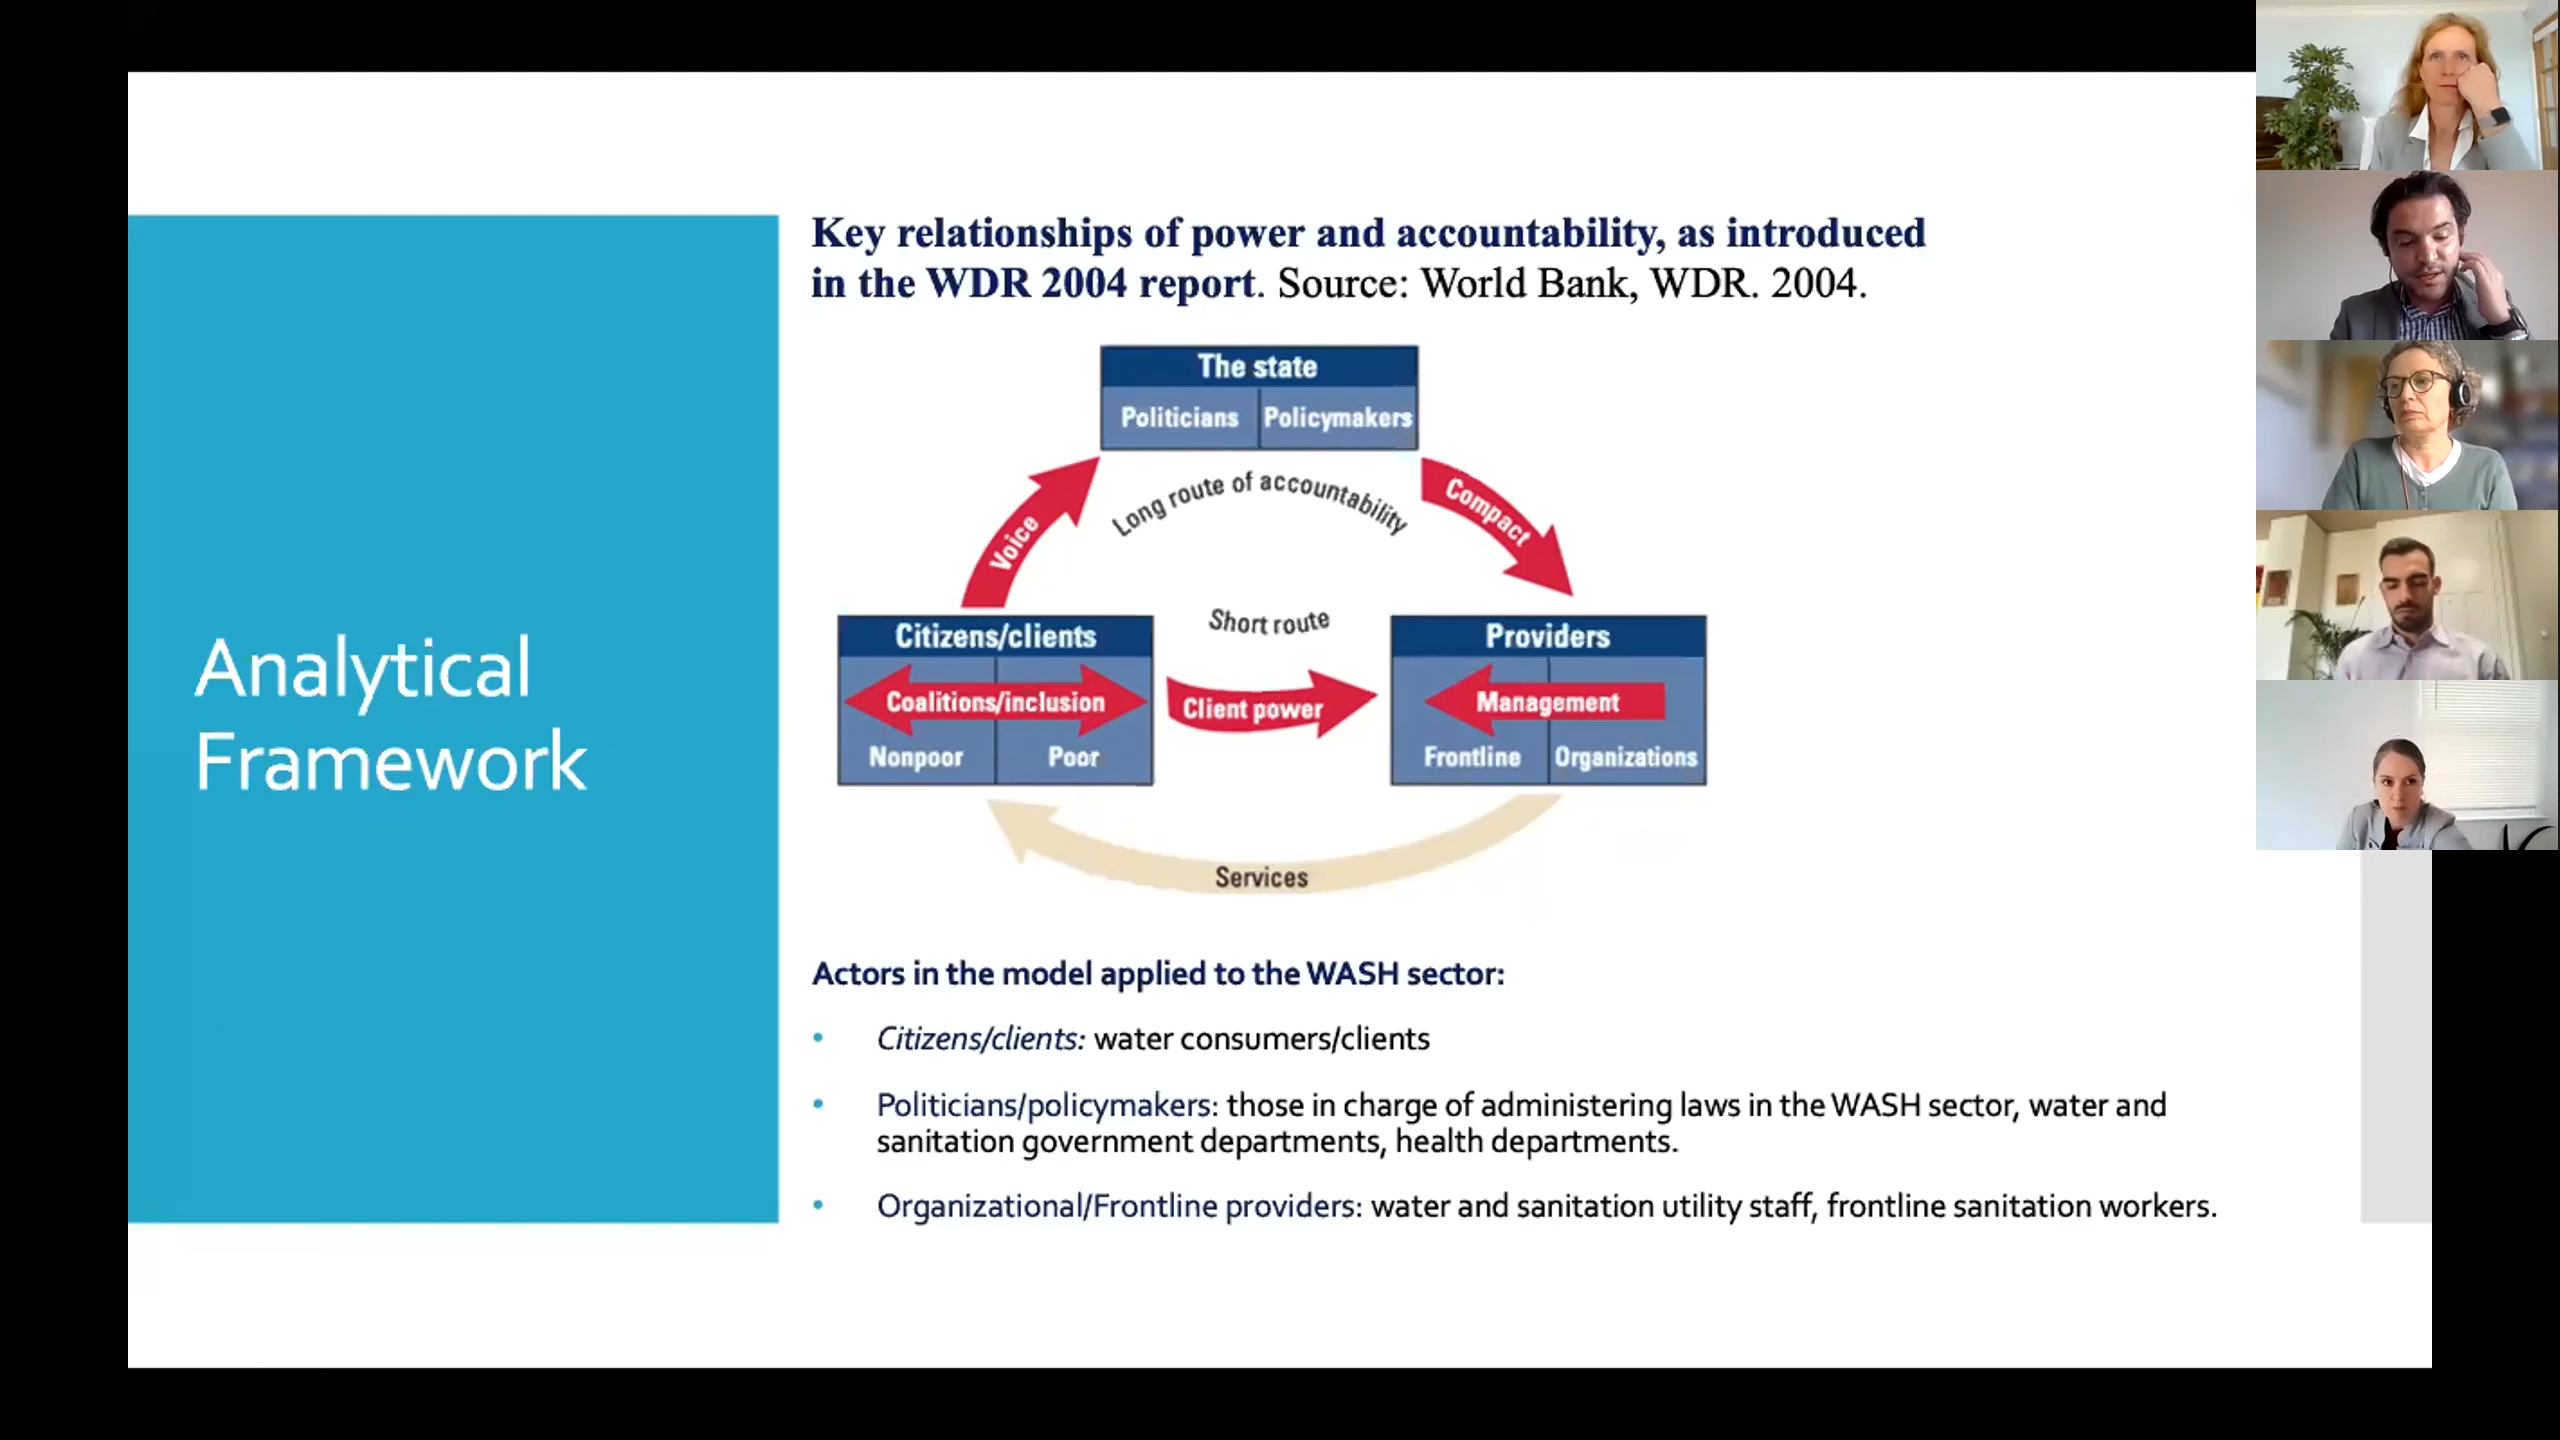 Analytical
Framework
Key relationships of power and accountability, as introduced
in the WDR 2004 report. Source: World Bank, WDR. 2004.
The state
Politicians
Policymakers
Long route of accountability
Voice
Compact
Short route
Citizens/clients
Coalitions/inclusion
Nonpoor
Poor
Client power
Providers
Management
Frontline
Organizations
Services
Actors in the model applied to the WASH sector:
• Citizens/clients: water consumers/clients
• Politicians/policymakers: those in charge of administering laws in the WASH sector, water and
sanitation government departments, health departments.
• Organizational/Frontline providers: water and sanitation utility staff, frontline sanitation workers.